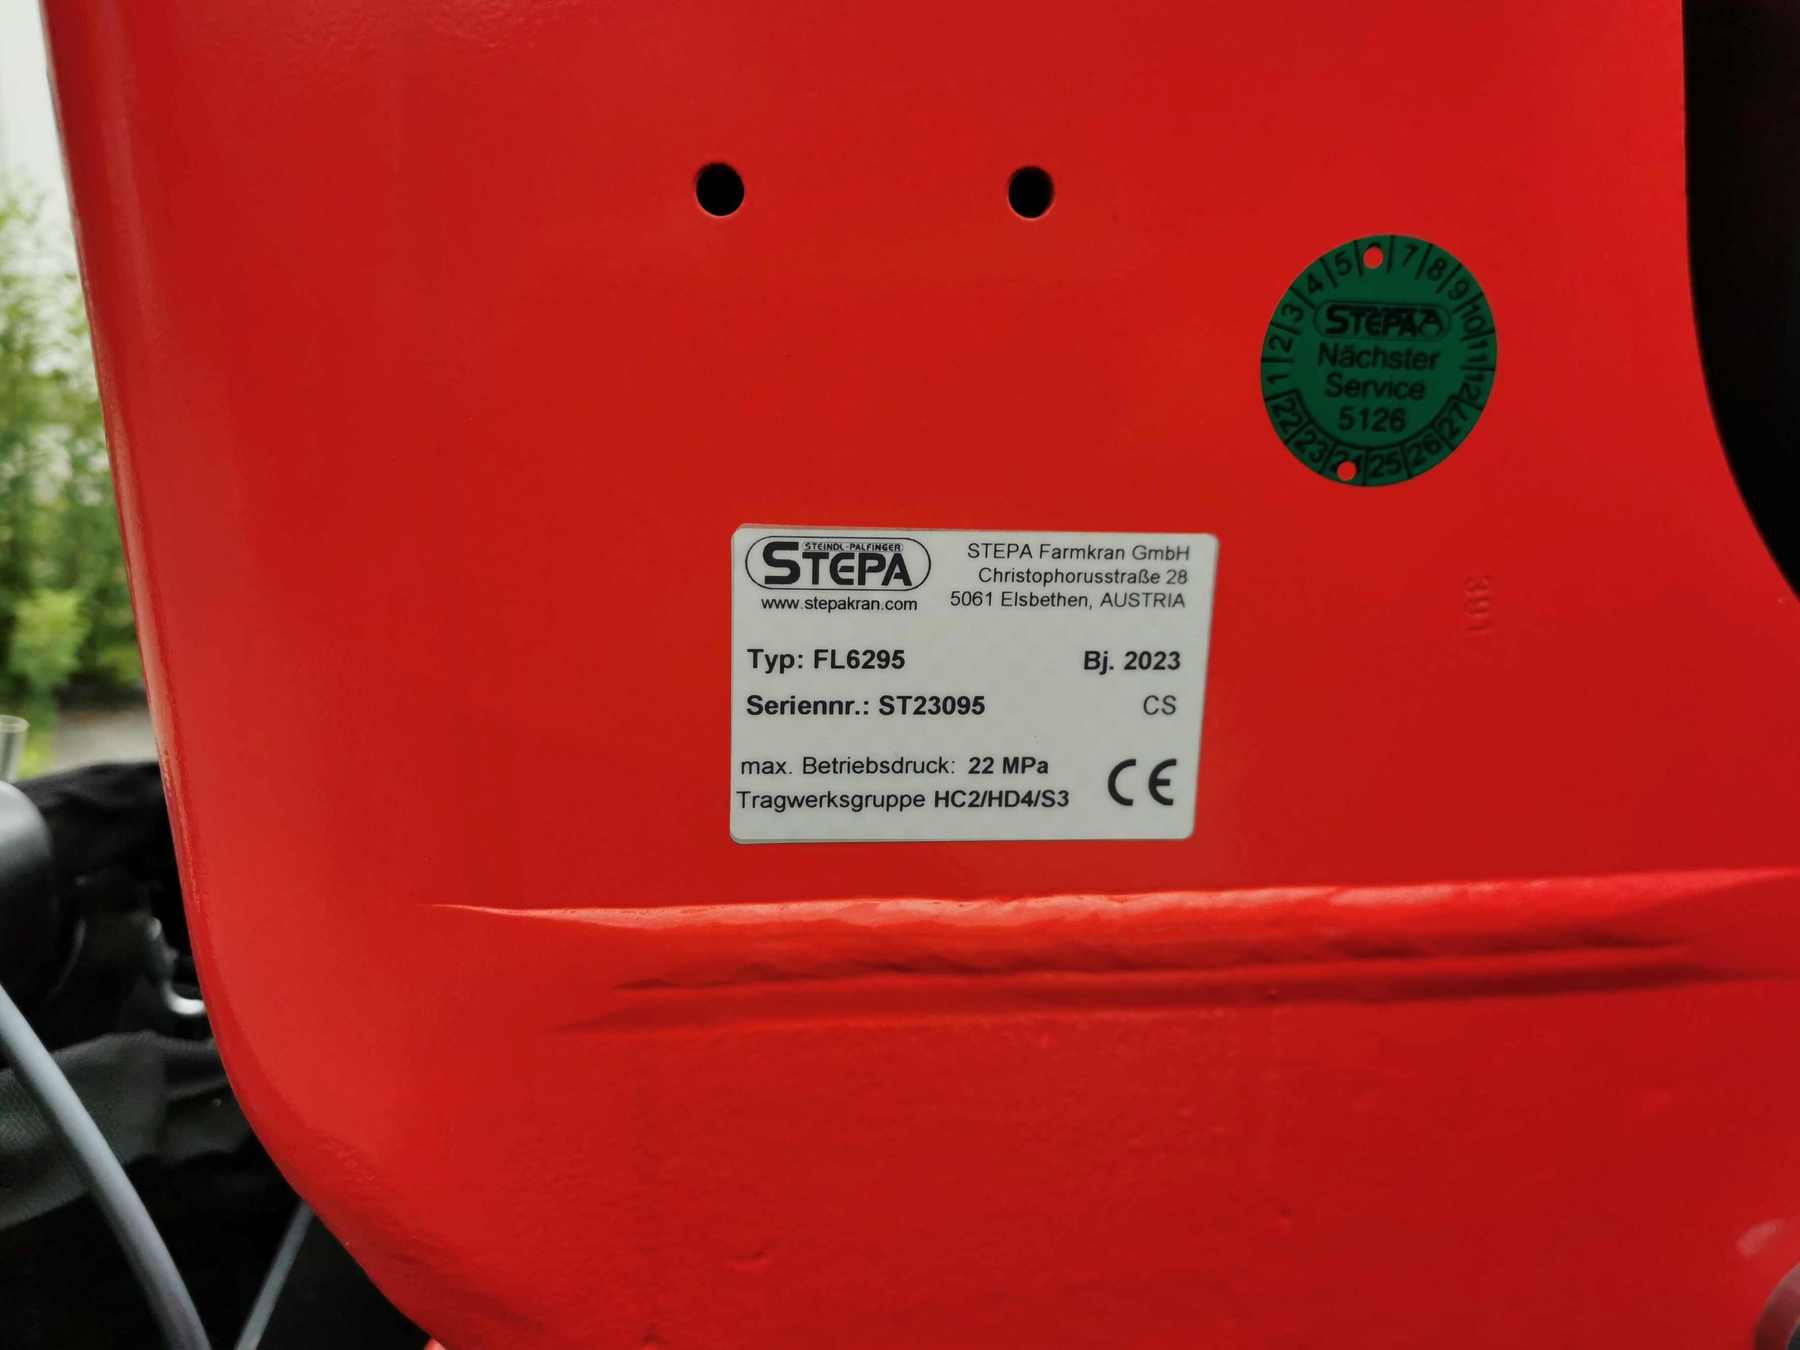 1 2 3 4 5 7 8 9 10 11 12
STEPA
Nächster
Service
5126
22 23 24 25 26 27
STEINDL-PALFINGER
STEPA
www.stepakran.com
STEPA Farmkran GmbH
Christophorusstraße 28
5061 Elsbethen, AUSTRIA
Typ: FL6295 Bj. 2023
Seriennr.: ST23095 CS
max. Betriebsdruck: 22 MPa
Tragwerksgruppe HC2/HD4/S3
CE